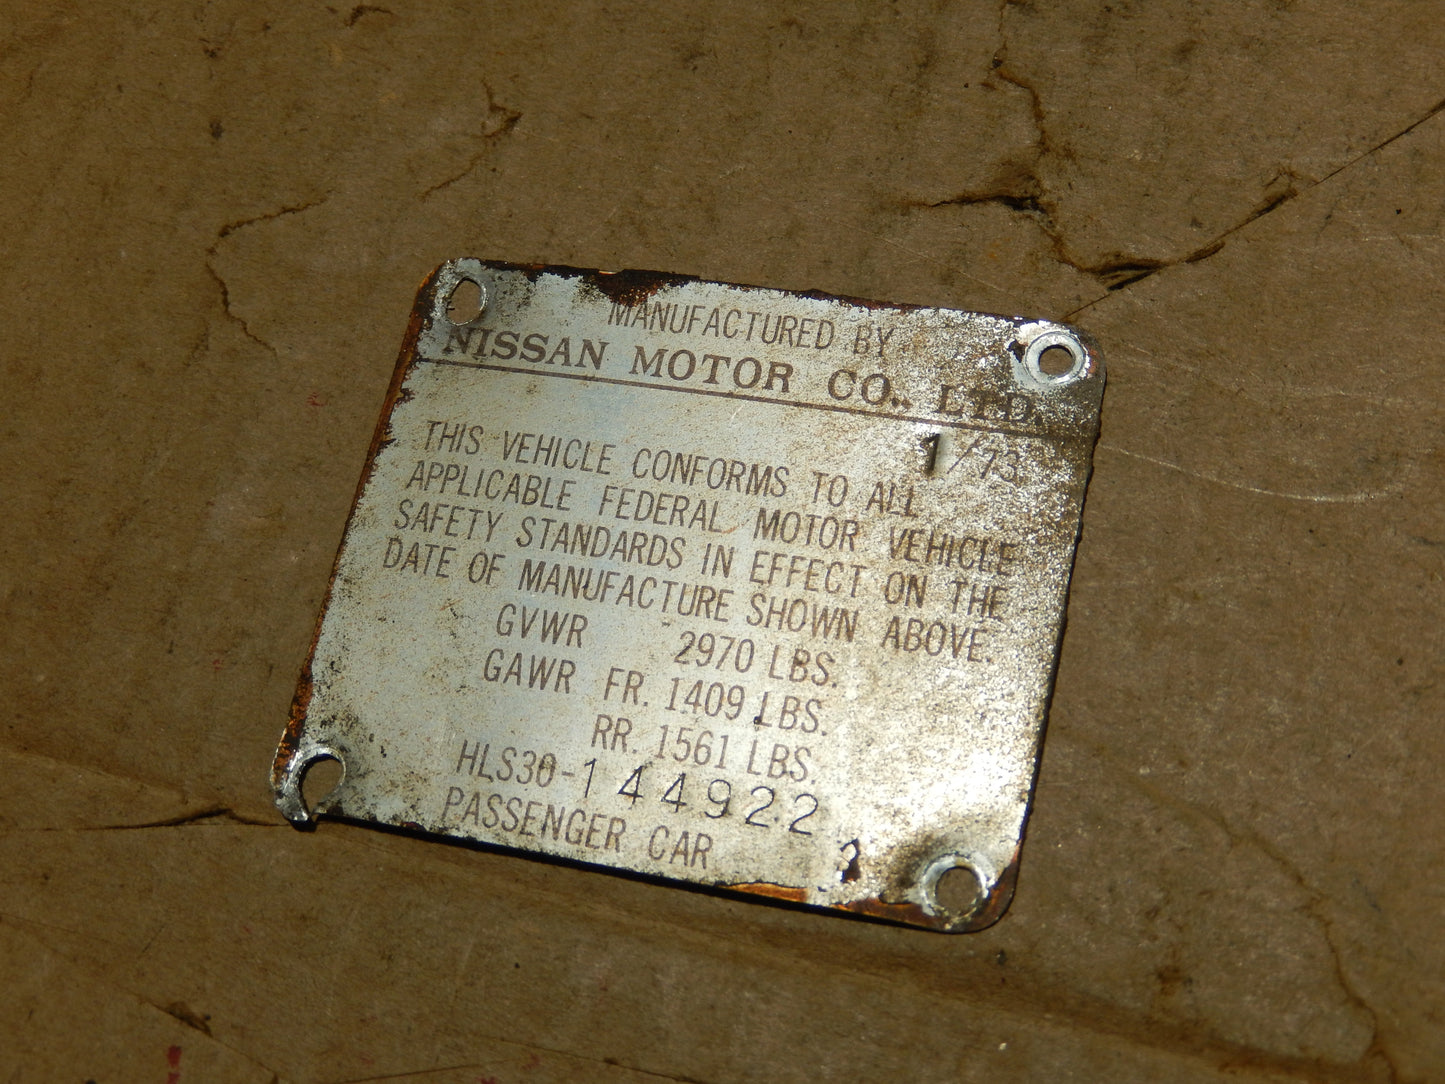 MANUFACTURED BY
NISSAN MOTOR CO., LTD.
1/73
THIS VEHICLE CONFORMS TO ALL
APPLICABLE FEDERAL MOTOR VEHICLE
SAFETY STANDARDS IN EFFECT ON THE
DATE OF MANUFACTURE SHOWN ABOVE.
GVWR 2970 LBS.
GAWR FR. 1409 LBS.
RR. 1561 LBS.
HLS30-144922
PASSENGER CAR